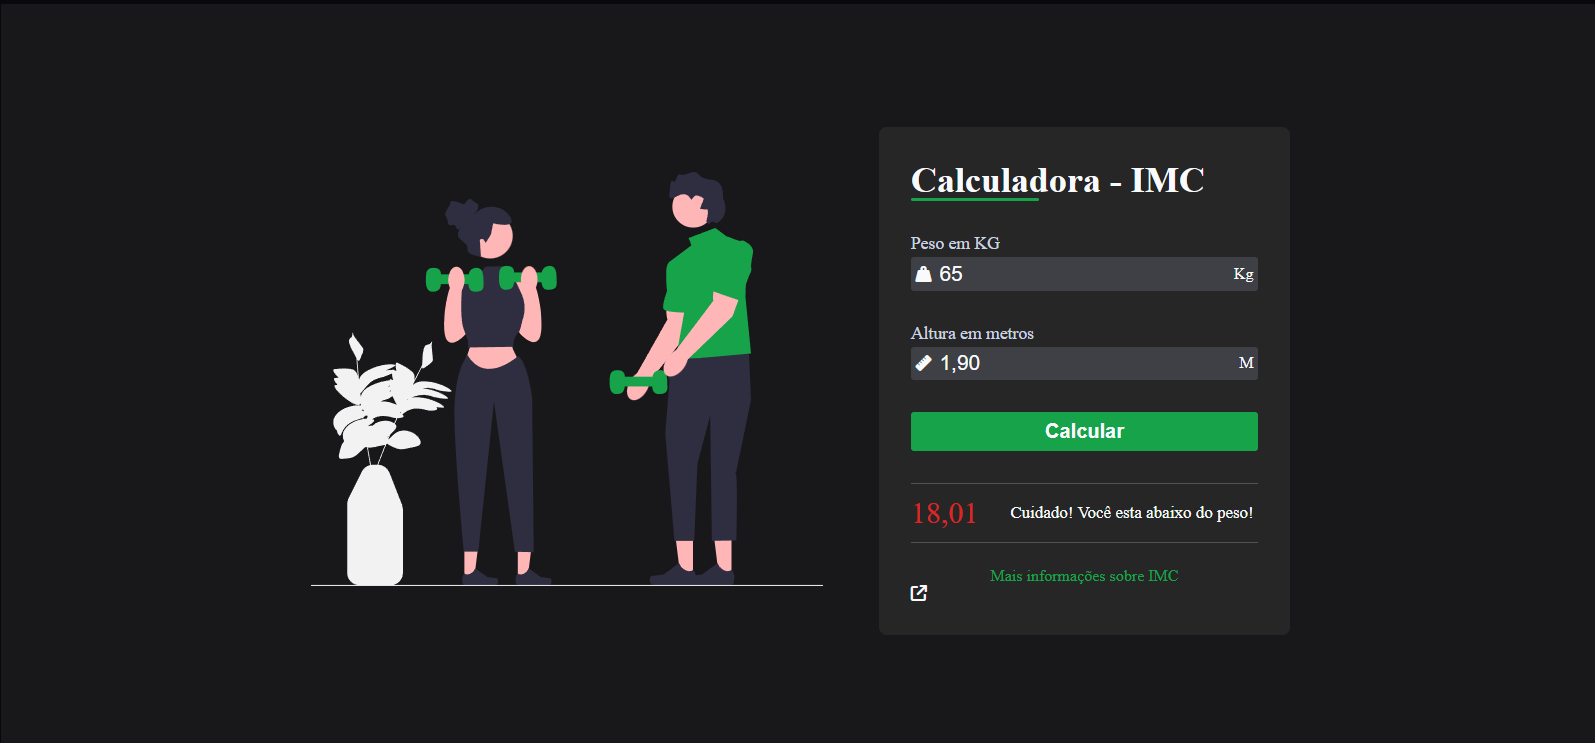 Calculadora - IMC
Peso em KG
65 Kg
Altura em metros
1,90 M
Calcular
18,01 Cuidado! Você esta abaixo do peso!
Mais informações sobre IMC